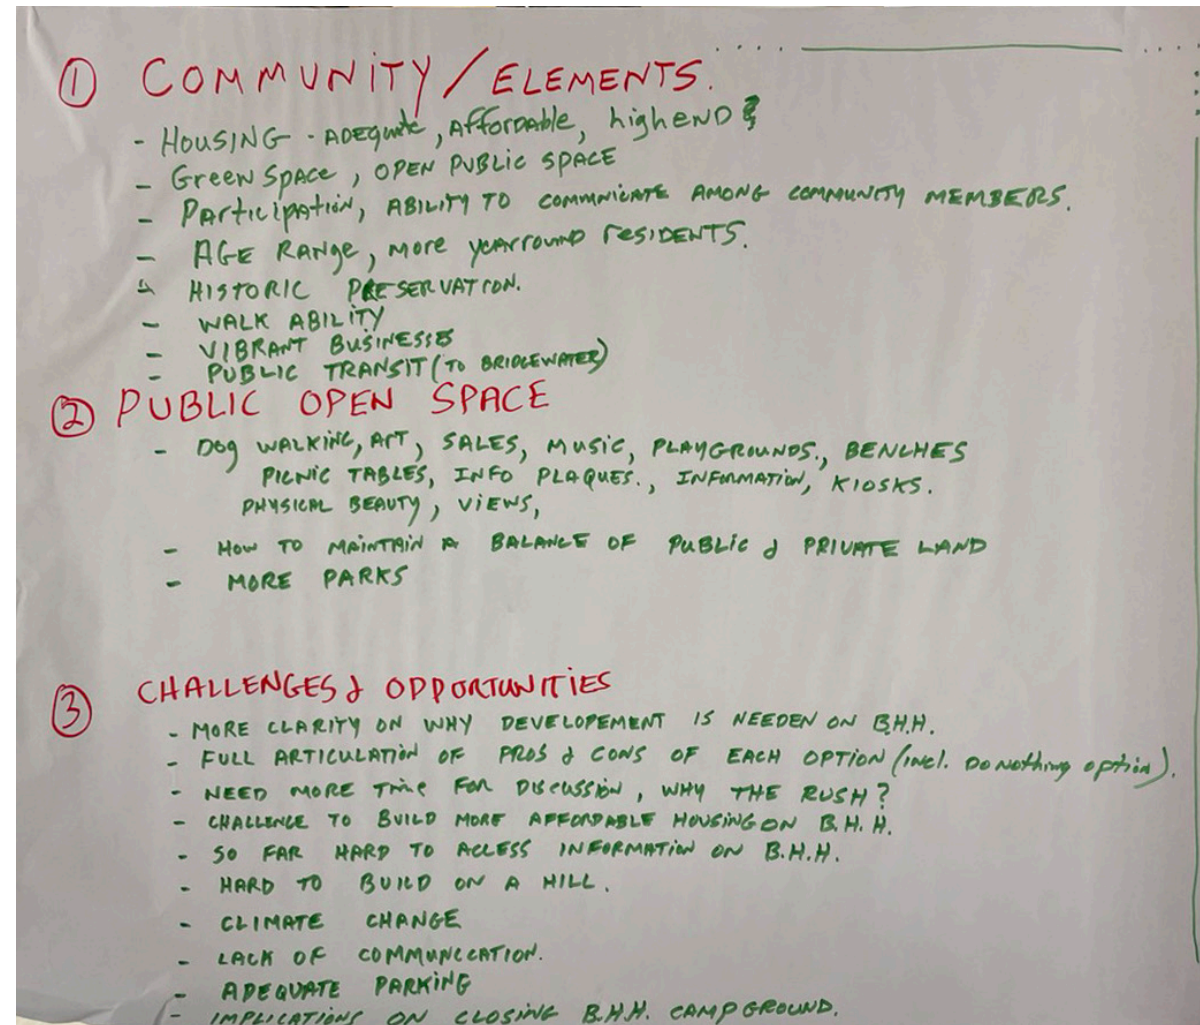 ① COMMUNITY / ELEMENTS.
- HOUSING - ADEQUATE, AFFORDABLE, highEND
- Green Space, OPEN PUBLIC SPACE
- Participation, ABILITY TO COMMUNICATE AMONG COMMUNITY MEMBERS.
- AGE RANGE, more yearround resIDENTS.
- HISTORIC PRESERVATION.
- WALK ABILITY
- VIBRANT BUSINESSES
- PUBLIC TRANSIT (TO BRIDGEWATER)
② PUBLIC OPEN SPACE
- Dog WALKING, ART, SALES, MUSIC, PLAYGROUNDS., BENCHES
PICNIC TABLES, INFO PLAQUES., INFORMATION, KIOSKS.
PHYSICAL BEAUTY, VIEWS,
- HOW TO MAINTAIN A BALANCE OF PUBLIC & PRIVATE LAND
- MORE PARKS
③ CHALLENGES & OPPORTUNITIES
- MORE CLARITY ON WHY DEVELOPEMENT IS NEEDEN ON B.H.H.
- FULL ARTICULATION OF PROS & CONS OF EACH OPTION (incl. DO Nothing option).
- NEED MORE Time FOR DISCUSSION, WHY THE RUSH?
- CHALLENGE TO BUILD MORE AFFORDABLE HOUSING ON B.H.H.
- SO FAR HARD TO ACCESS INFORMATION ON B.H.H.
- HARD TO BUILD ON A HILL.
- CLIMATE CHANGE
- LACK OF COMMUNICATION.
- ADEQUATE PARKING
- IMPLICATIONS ON CLOSING B.H.H. CAMPGROUND.